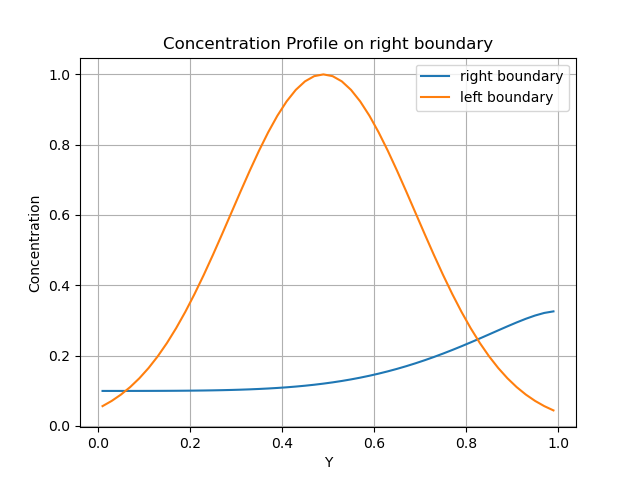 Concentration Profile on right boundary
right boundary
left boundary
Concentration
1.0
0.8
0.6
0.4
0.2
0.0
0.0 0.2 0.4 0.6 0.8 1.0
Y